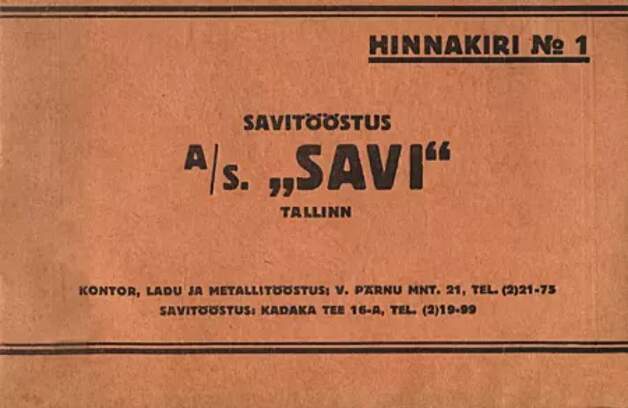 HINNAKIRI № 1
SAVITÖÖSTUS
A/S. „SAVI“
TALLINN
KONTOR, LADU JA METALLITÖÖSTUS; V. PÄRNU MNT. 21, TEL. (2)21-75
SAVITÖÖSTUS: KADAKA TEE 16-A, TEL. (2)19-99